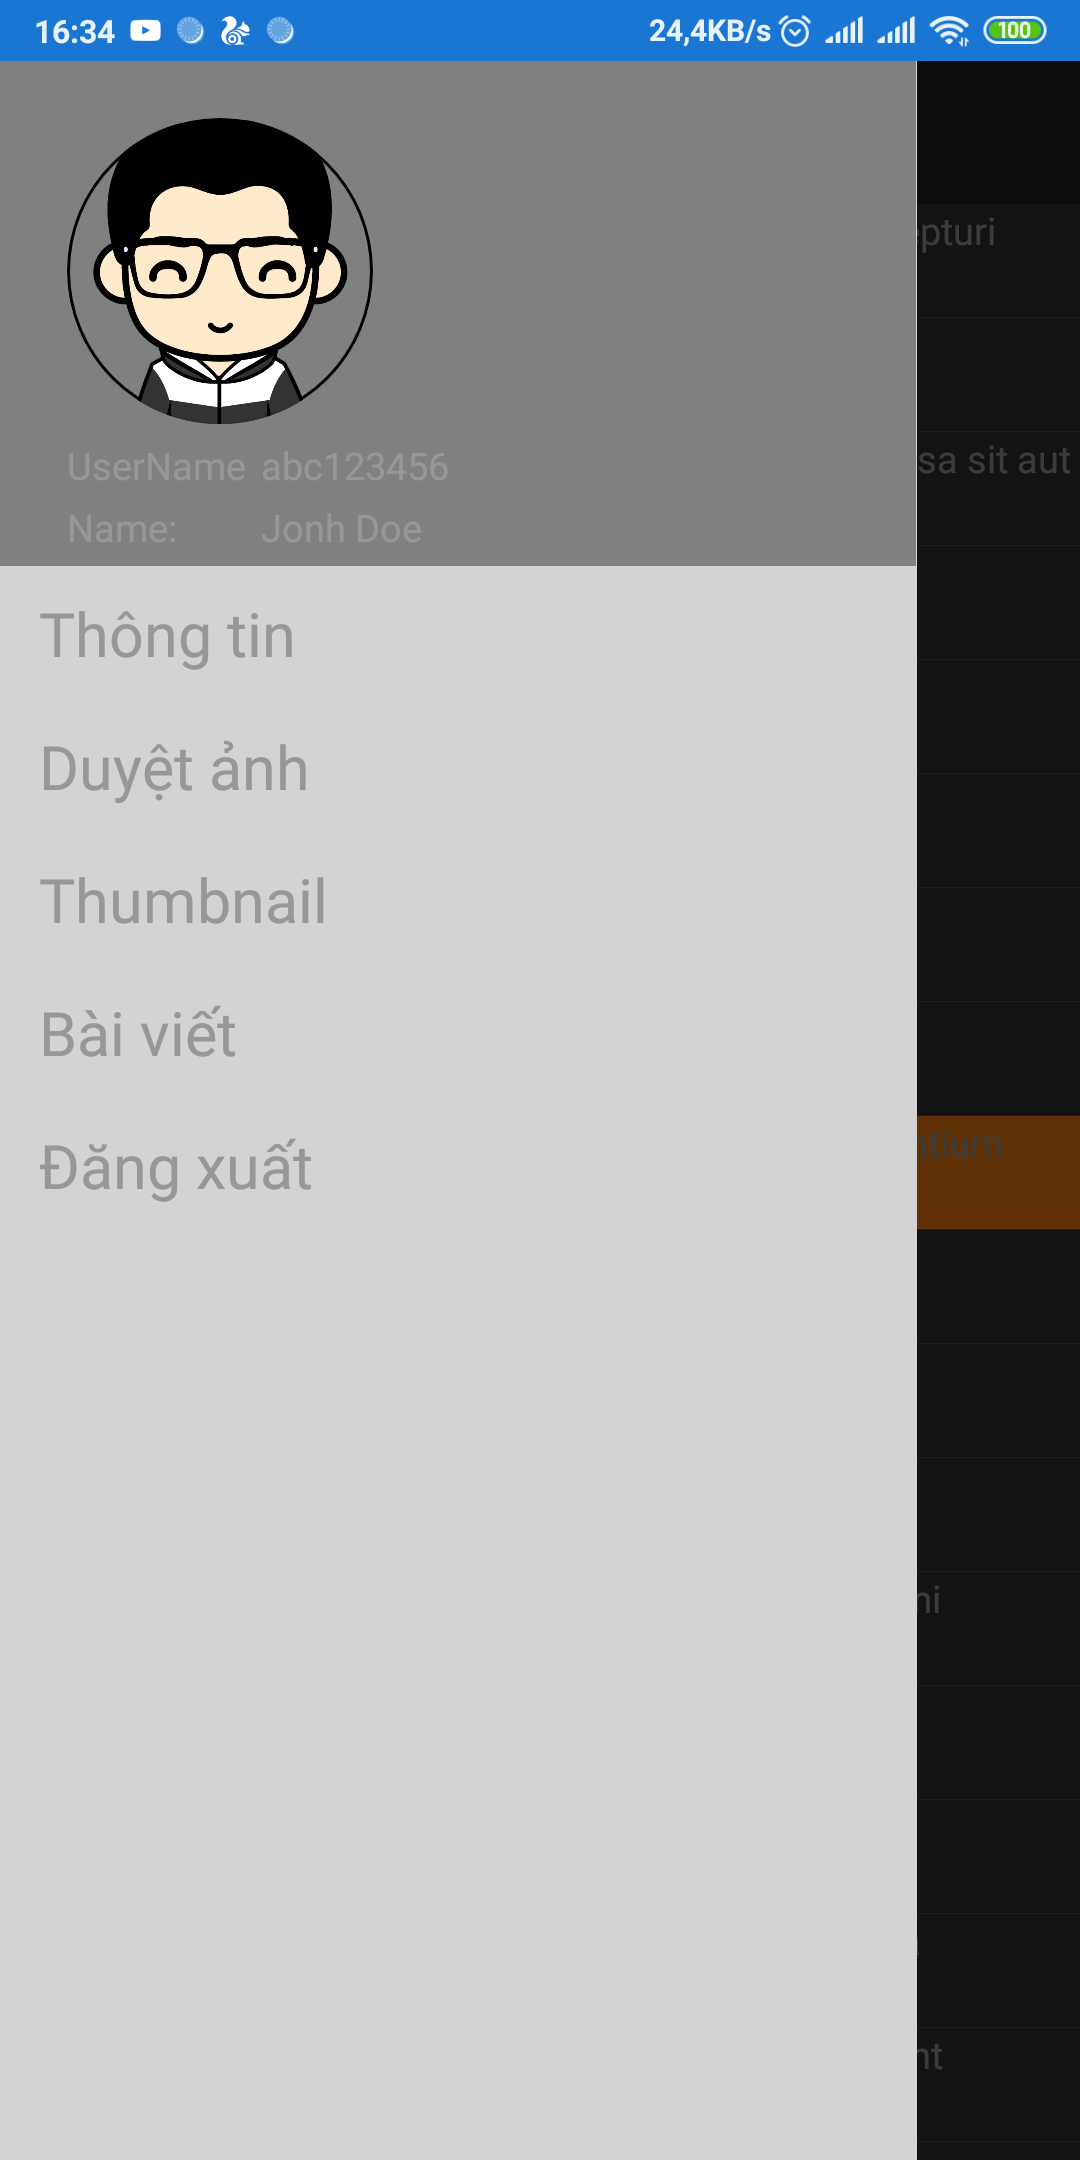 16:34 24,4KB/s 100
UserName abc123456
Name: Jonh Doe
Thông tin
Duyệt ảnh
Thumbnail
Bài viết
Đăng xuất
epturi
sa sit aut
ntium
ni
nt